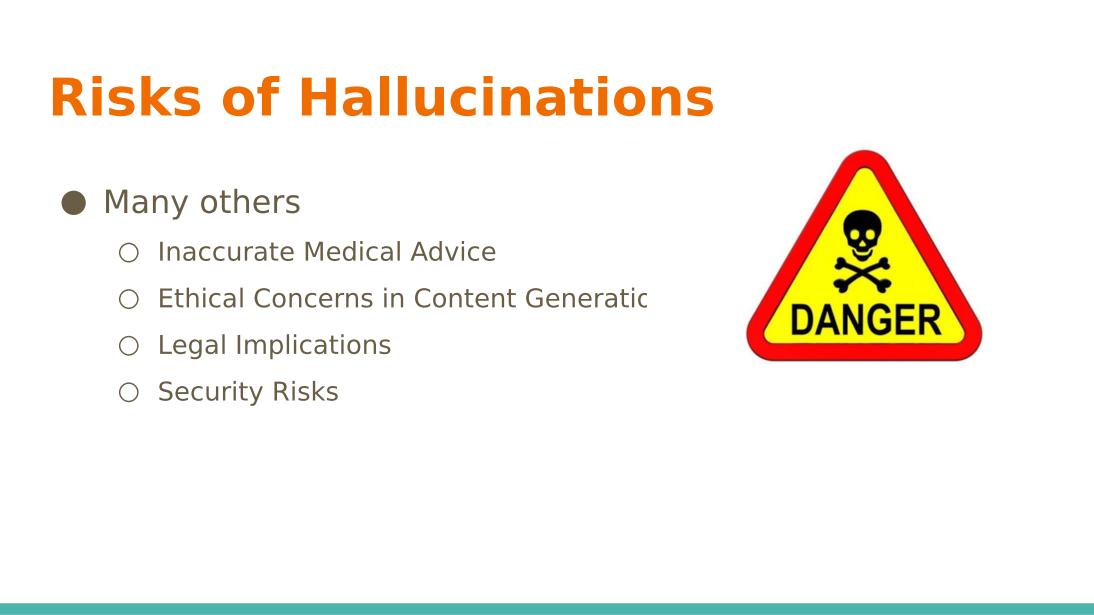 Risks of Hallucinations
● Many others
○ Inaccurate Medical Advice
○ Ethical Concerns in Content Generatic
○ Legal Implications
○ Security Risks
DANGER